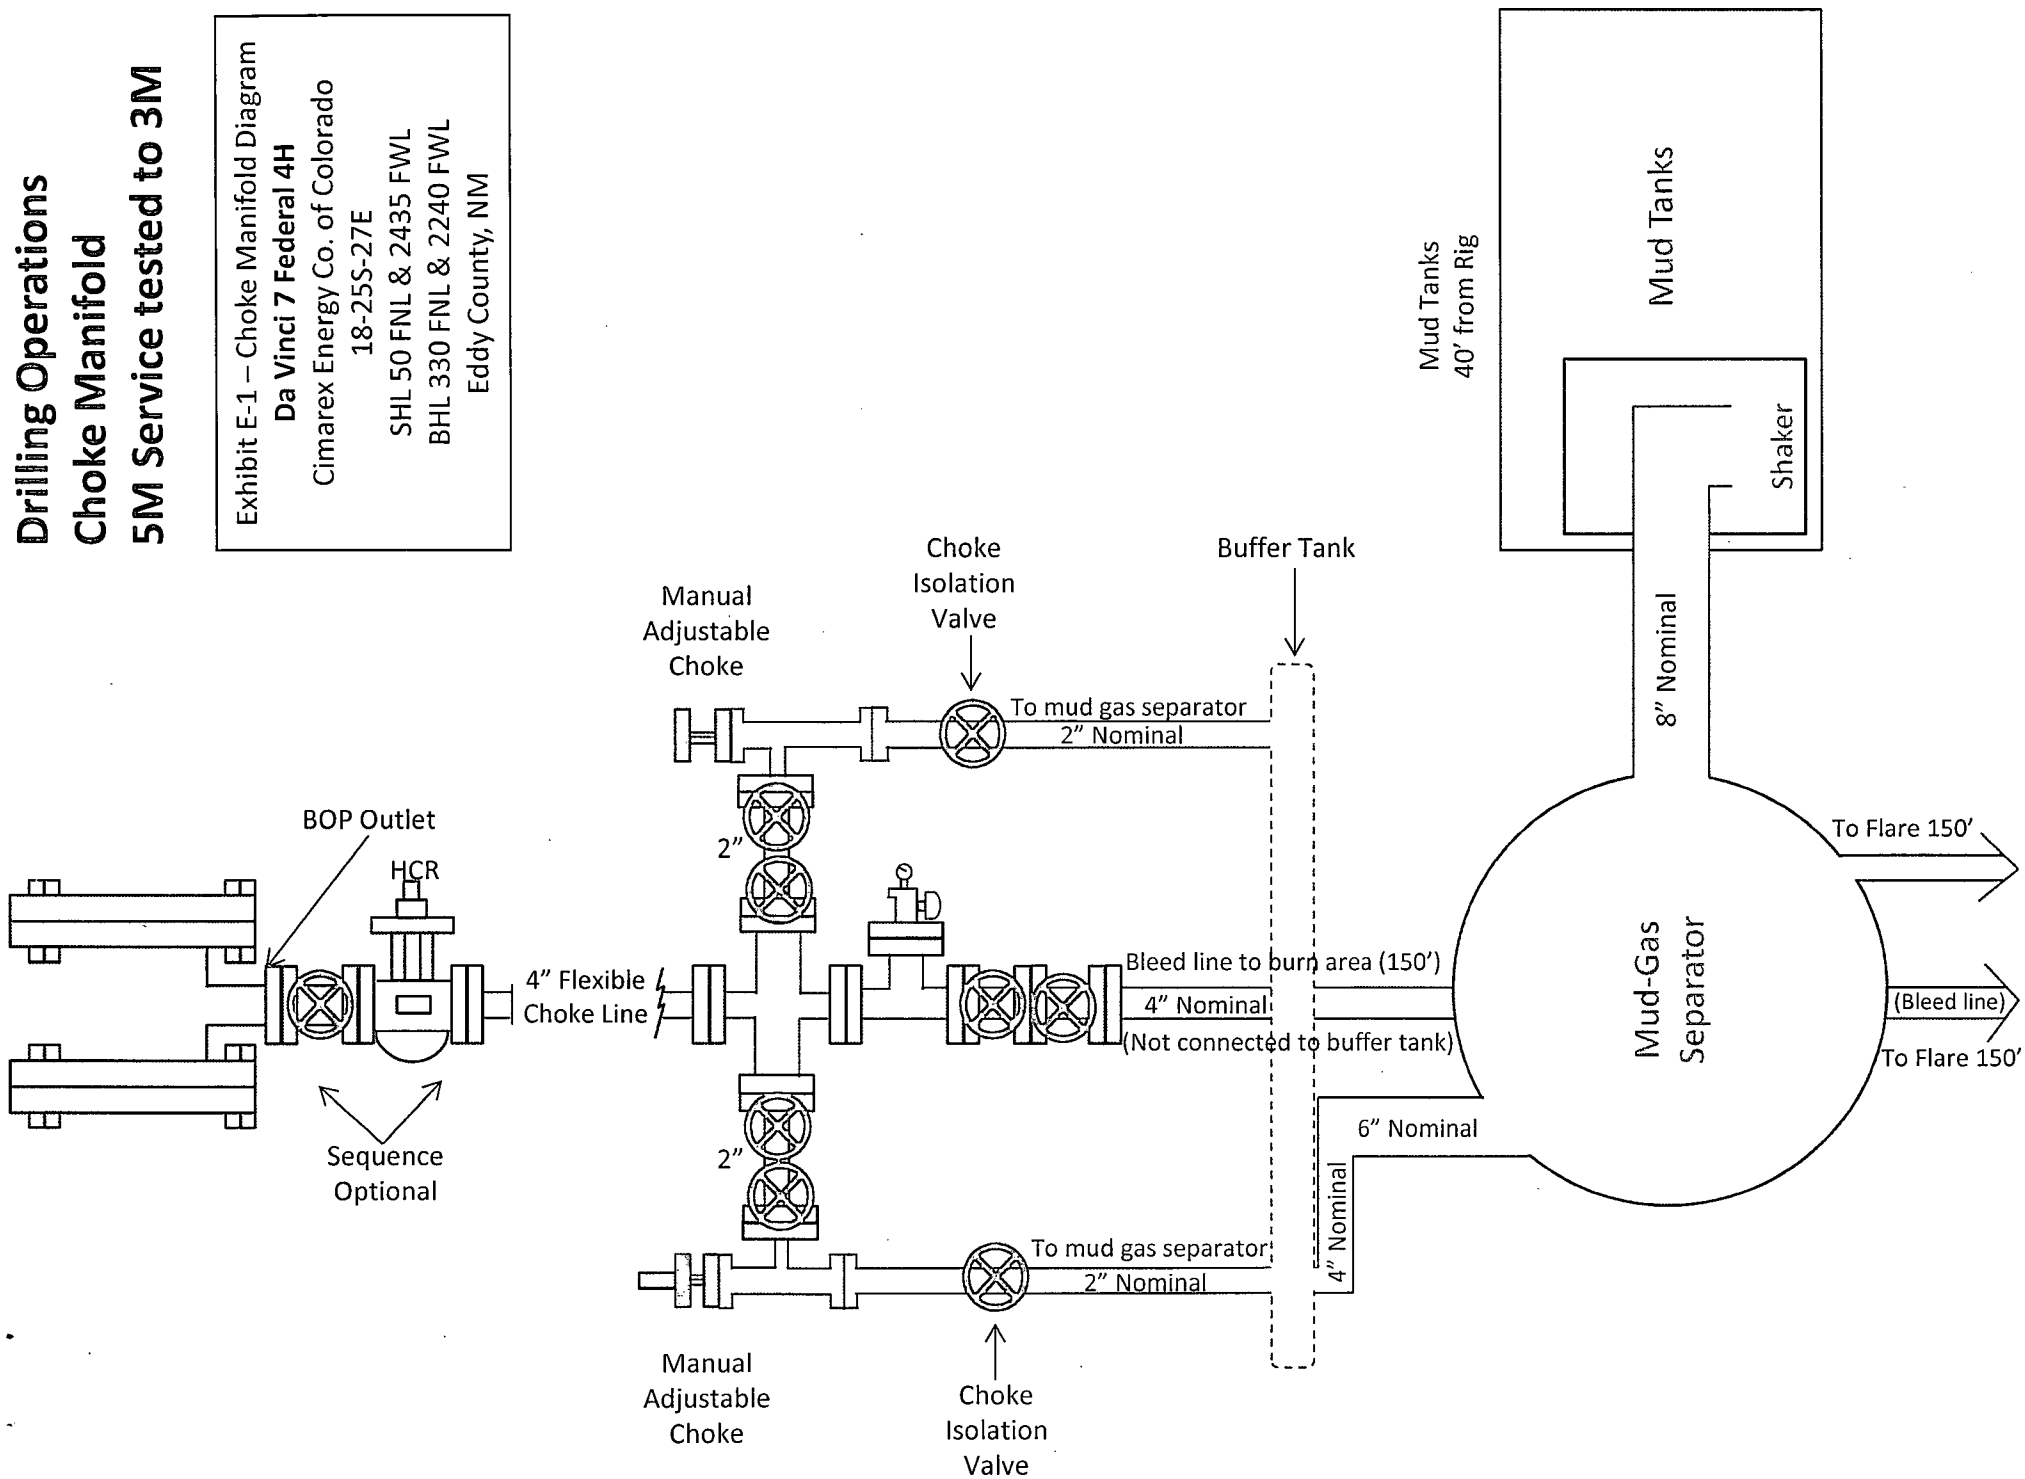 Drilling Operations
Choke Manifold
5M Service tested to 3M
Exhibit E-1 – Choke Manifold Diagram
Da Vinci 7 Federal 4H
Cimarex Energy Co. of Colorado
18-25S-27E
SHL 50 FNL & 2435 FWL
BHL 330 FNL & 2240 FWL
Eddy County, NM
Mud Tanks
40' from Rig
Mud Tanks
Shaker
8" Nominal
Choke
Isolation
Valve
Buffer Tank
Manual
Adjustable
Choke
To mud gas separator
2" Nominal
BOP Outlet
HCR
2"
4" Flexible
Choke Line
Bleed line to burn area (150')
4" Nominal
(Not connected to buffer tank)
Mud-Gas
Separator
To Flare 150'
(Bleed line)
To Flare 150'
Sequence
Optional
2"
6" Nominal
4" Nominal
To mud gas separator
2" Nominal
Manual
Adjustable
Choke
Choke
Isolation
Valve